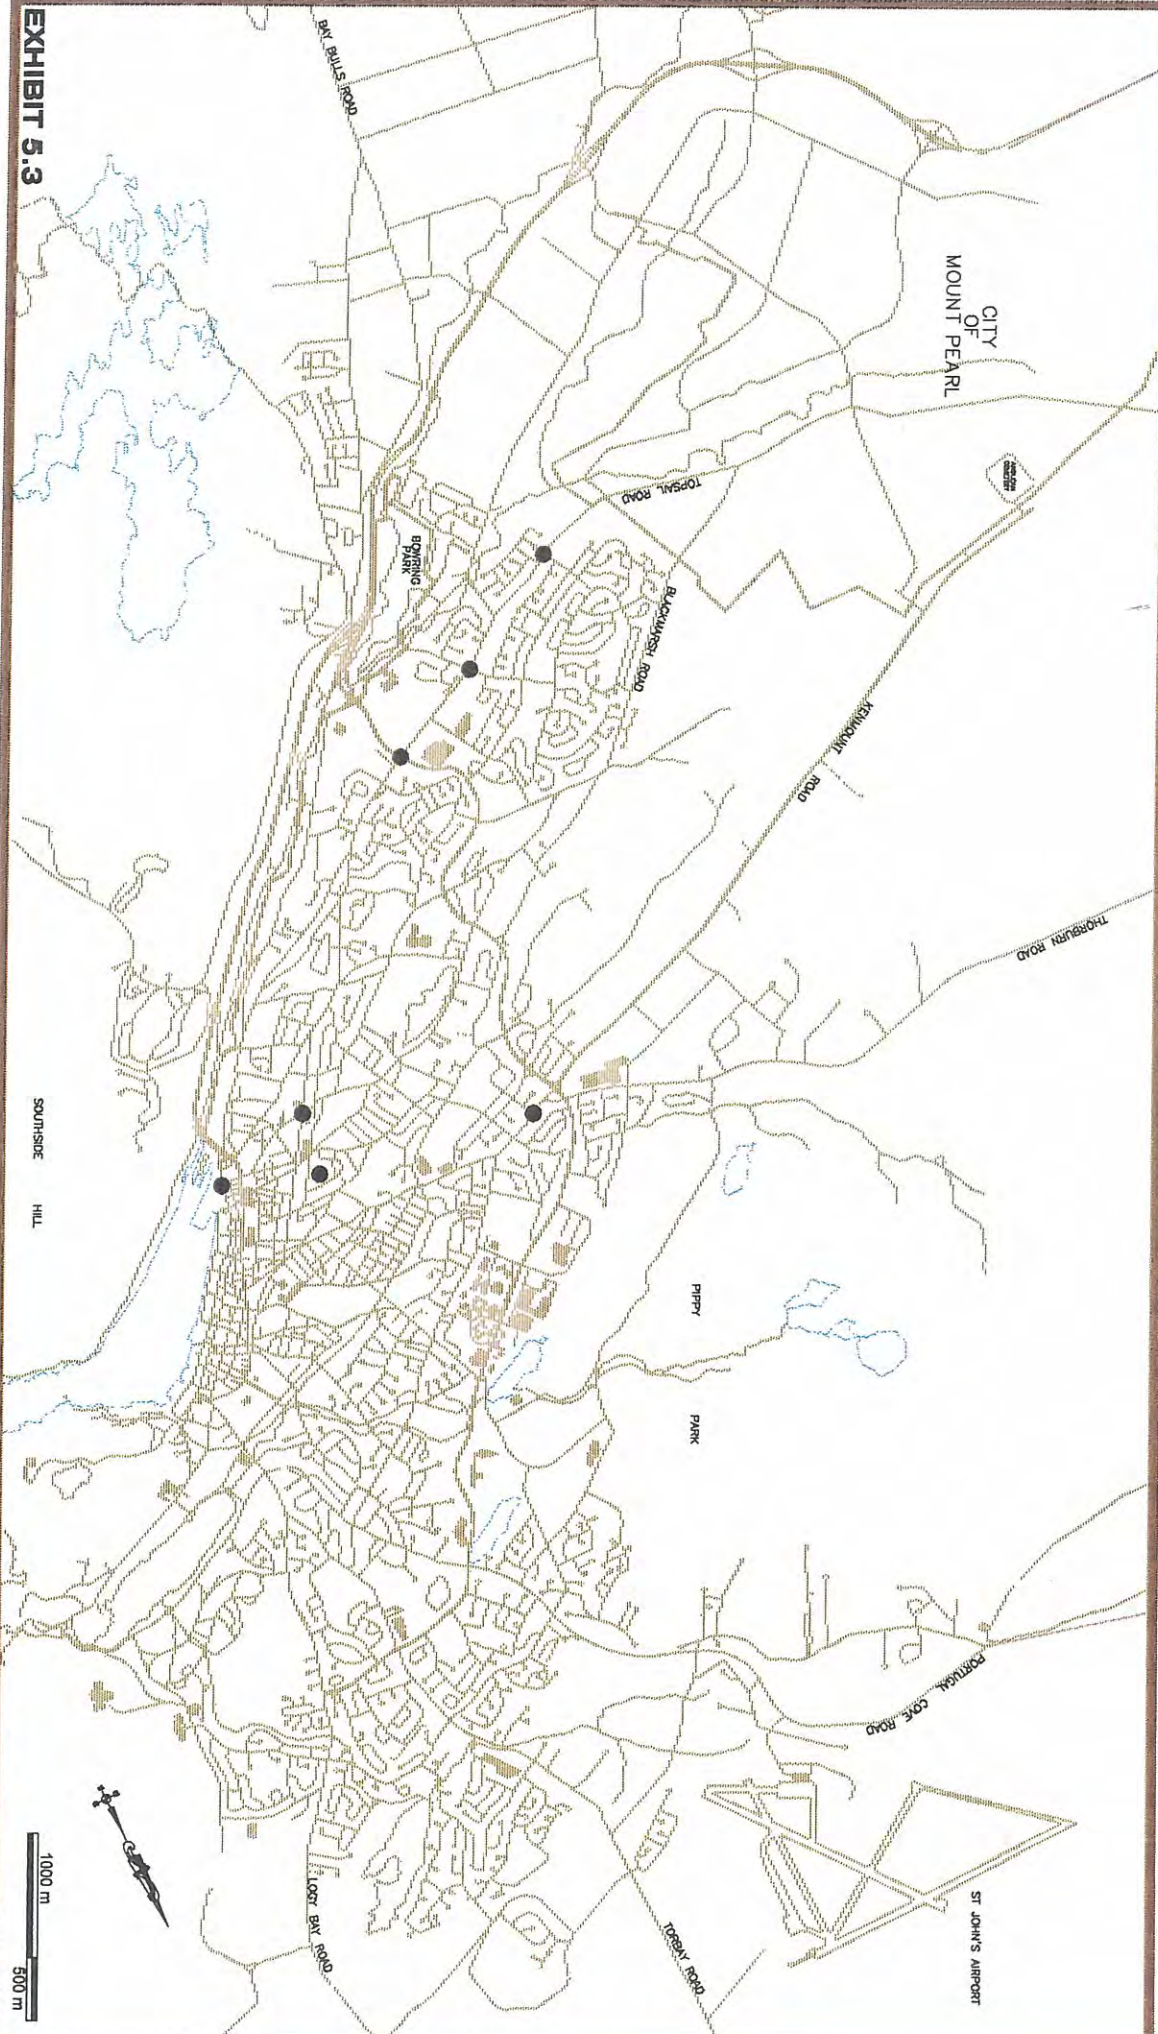 EXHIBIT 5.3
BAY BULLS ROAD
CITY
OF
MOUNT PEARL
TOPSAIL ROAD
BOWRING
PARK
BLACKMARSH ROAD
KENMOUNT
ROAD
THORBURN ROAD
SOUTHSIDE HILL
PIPPY PARK
PORTUGAL COVE ROAD
ST JOHN'S AIRPORT
TORBAY ROAD
LOGY BAY ROAD
1000 m
500 m